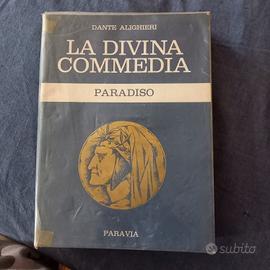 DANTE ALIGHIERI
LA DIVINA
COMMEDIA
PARADISO
PARAVIA
subito